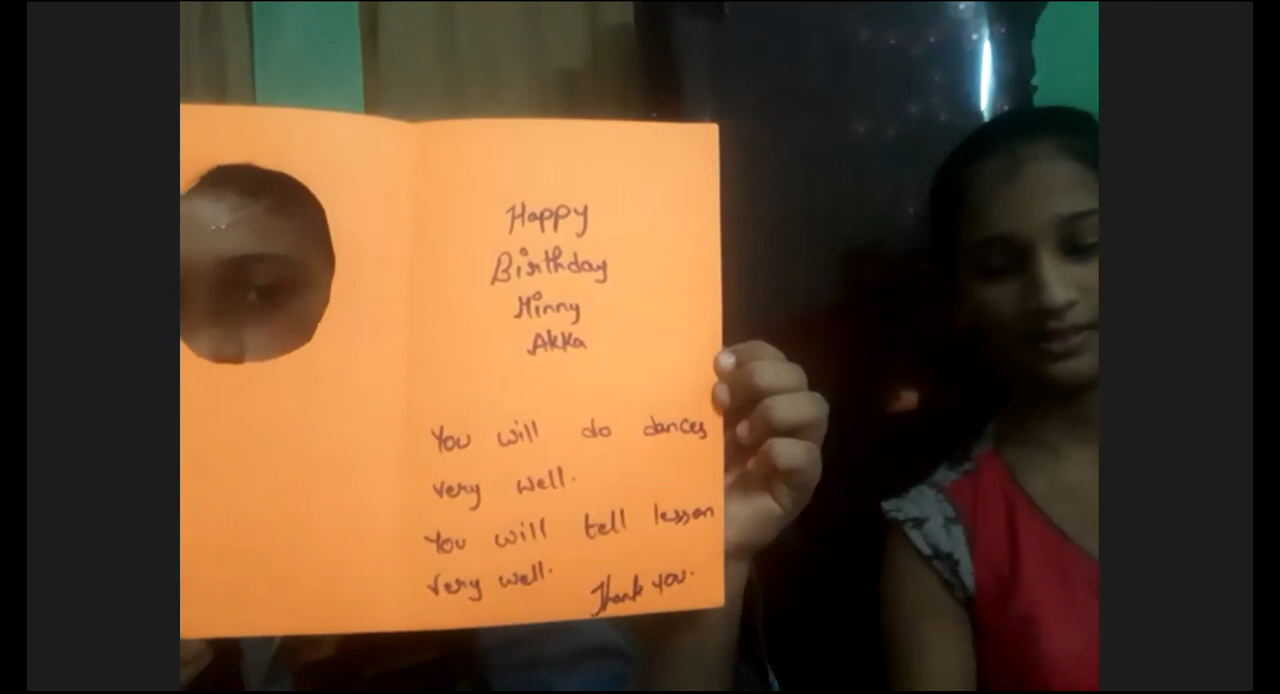 Happy
Birthday
Minny
Akka
You will do dances
very well.
You will tell lesson
very well.
Thank you.